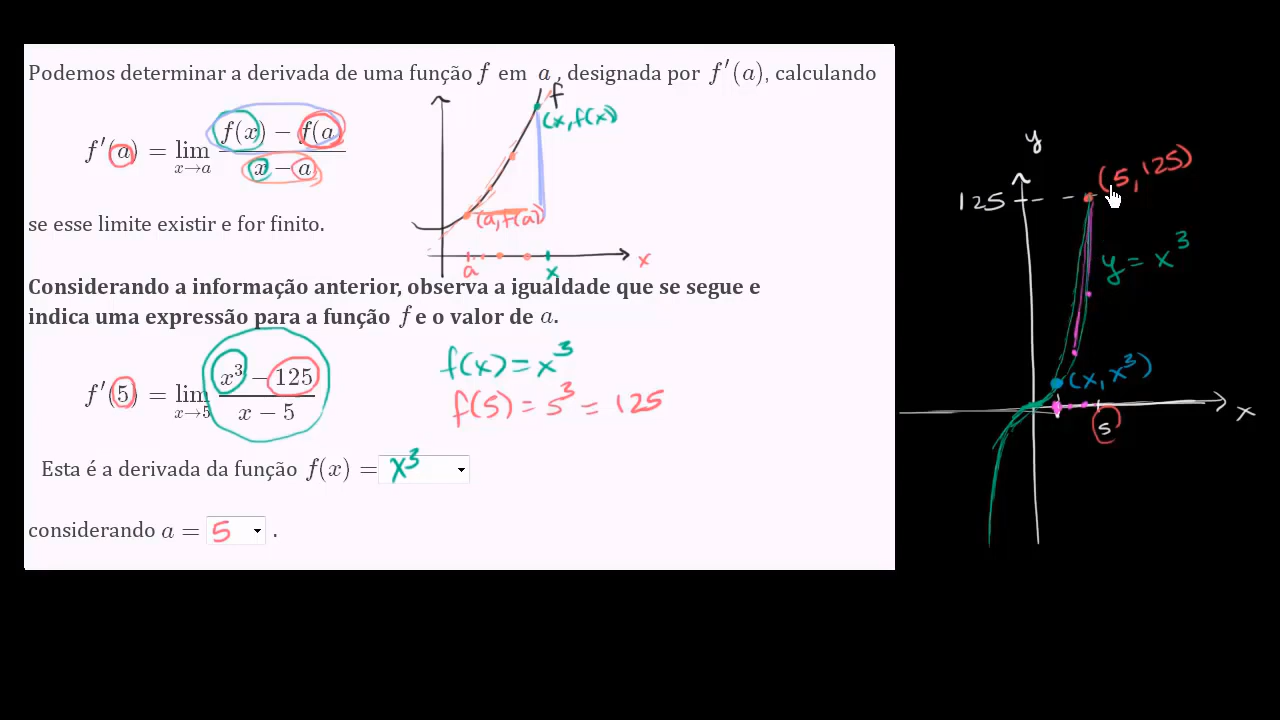 Podemos determinar a derivada de uma função f em a , designada por f′(a), calculando
f′(a) = lim x→a f(x) − f(a / x − a
f
(x, f(x))
(a, f(a))
a
x
x
se esse limite existir e for finito.
Considerando a informação anterior, observa a igualdade que se segue e
indica uma expressão para a função f e o valor de a.
f′(5) = lim x→5 x³ − 125 / x − 5
f(x) = x³
f(5) = 5³ = 125
Esta é a derivada da função f(x) = x³
considerando a = 5 .
y
(5, 125)
125
y = x³
(x, x³)
5
x